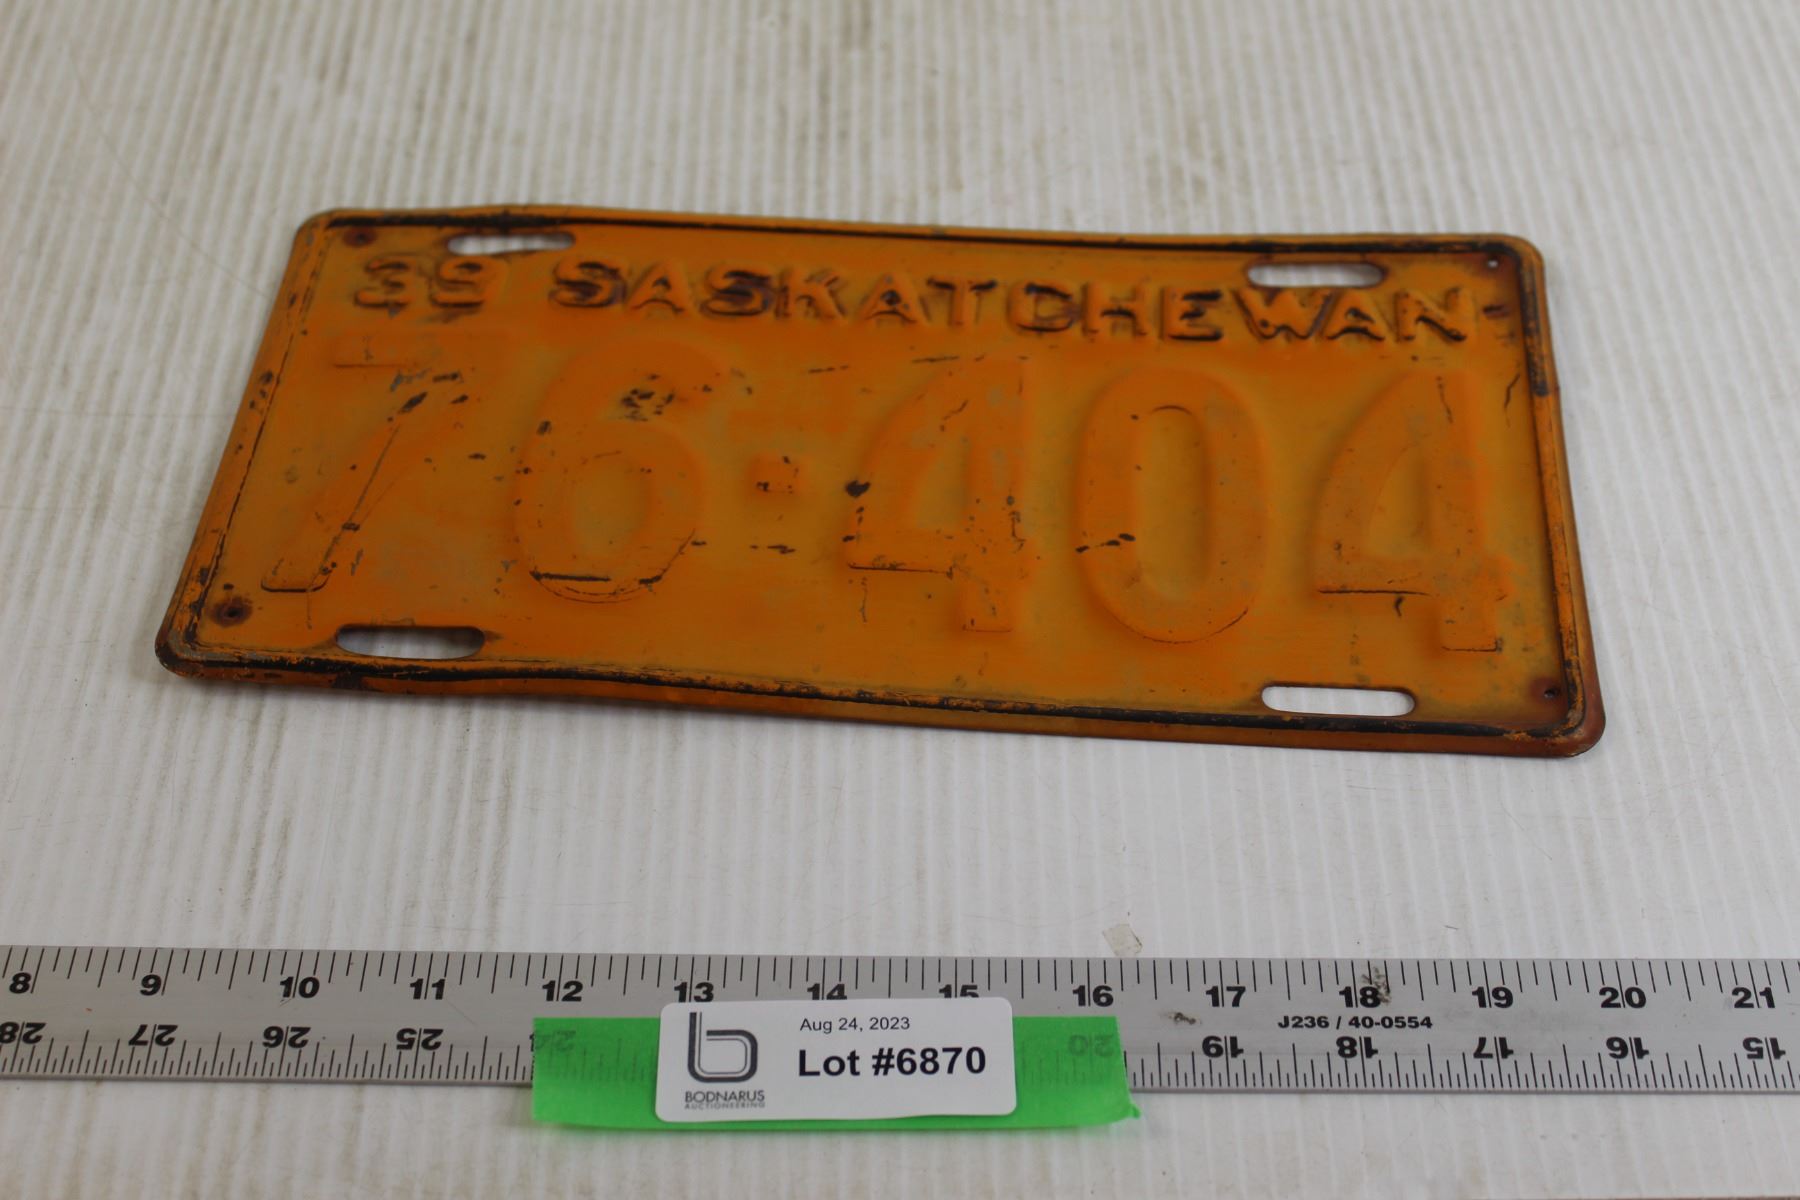 39 SASKATCHEWAN
76-404
8 9 10 11 12 13 14 15 16 17 18 19 20 21
J236 / 40-0554
28 27 26 25 24 20 19 18 17 16 15
Aug 24, 2023
Lot #6870
BODNARUS
AUCTIONEERING